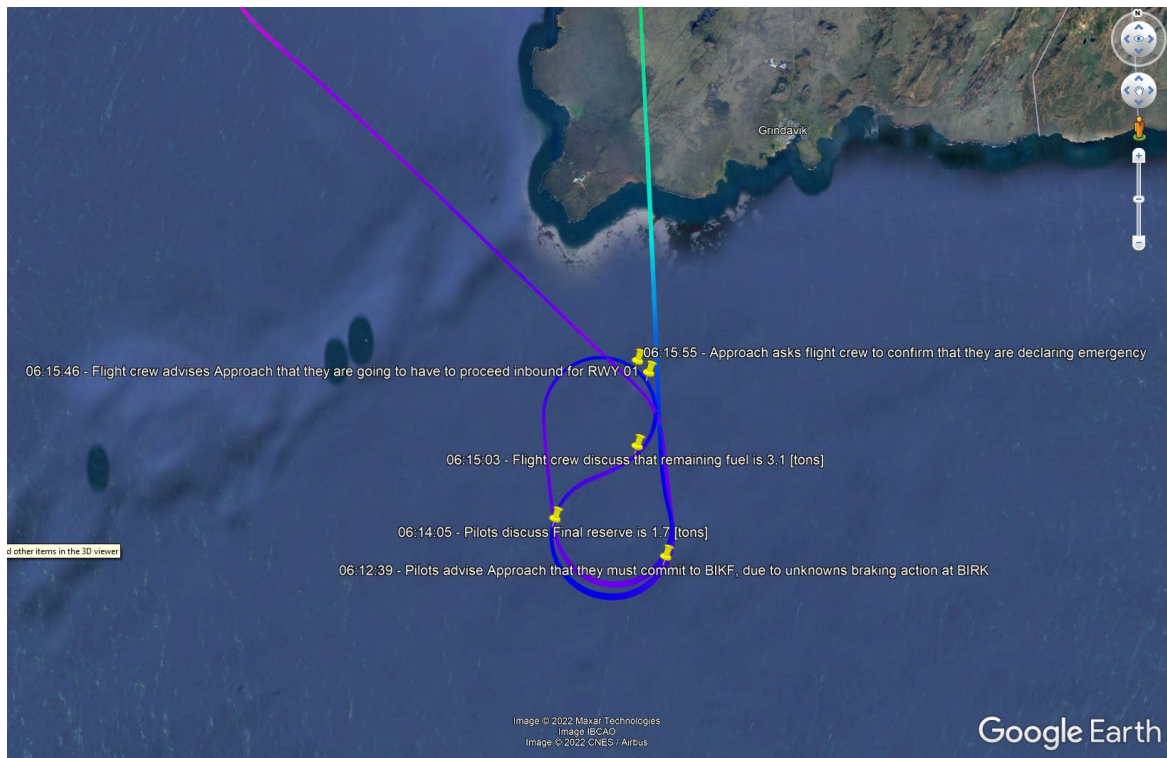 N
Grindavik
06:15:55 - Approach asks flight crew to confirm that they are declaring emergency
06:15:46 - Flight crew advises Approach that they are going to have to proceed inbound for RWY 01
06:15:03 - Flight crew discuss that remaining fuel is 3.1 [tons]
06:14:05 - Pilots discuss Final reserve is 1.7 [tons]
d other items in the 3D viewer
06:12:39 - Pilots advise Approach that they must commit to BIKF, due to unknowns braking action at BIRK
Image © 2022 Maxar Technologies
Image IBCAO
Image © 2022 CNES / Airbus
Google Earth